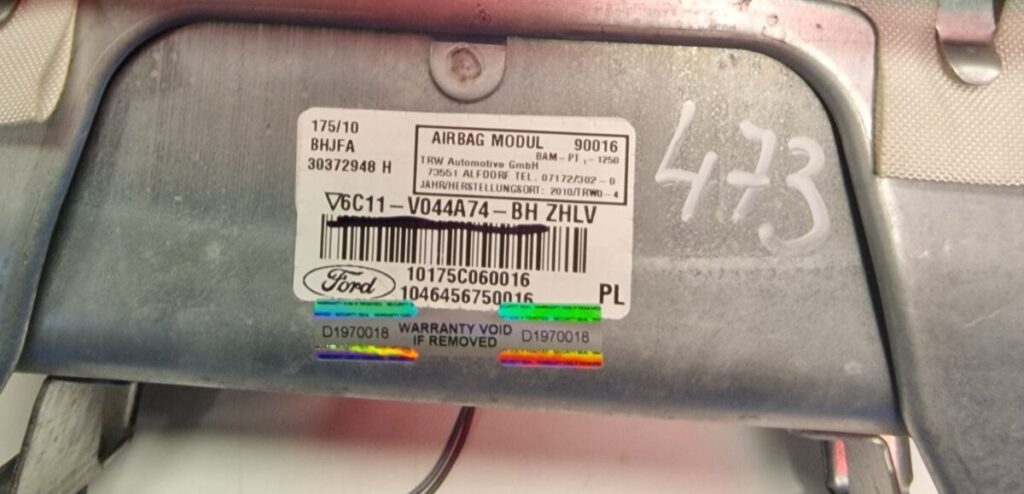 175/10
BHJFA
30372948 H
AIRBAG MODUL 90016
BAM-PT 1-1250
TRW Automotive GmbH
73551 ALFDORF TEL. 07172/302-0
JAHR/HERSTELLUNGSORT: 2010/TRWD-4
6C11-V044A74-BH ZHLV
10175C060016
Ford 1046456750016 PL
D1970018 WARRANTY VOID IF REMOVED D1970018
473